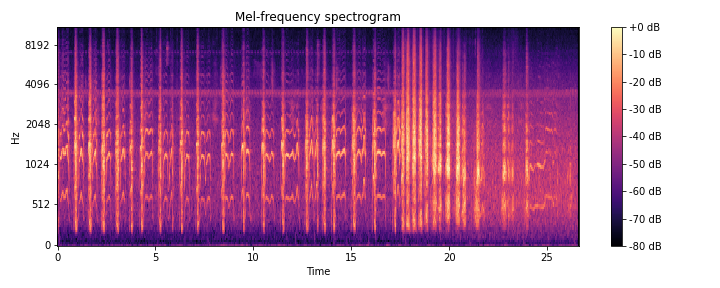 Mel-frequency spectrogram
Hz
8192
4096
2048
1024
512
0
0 5 10 15 20 25
Time
+0 dB
-10 dB
-20 dB
-30 dB
-40 dB
-50 dB
-60 dB
-70 dB
-80 dB